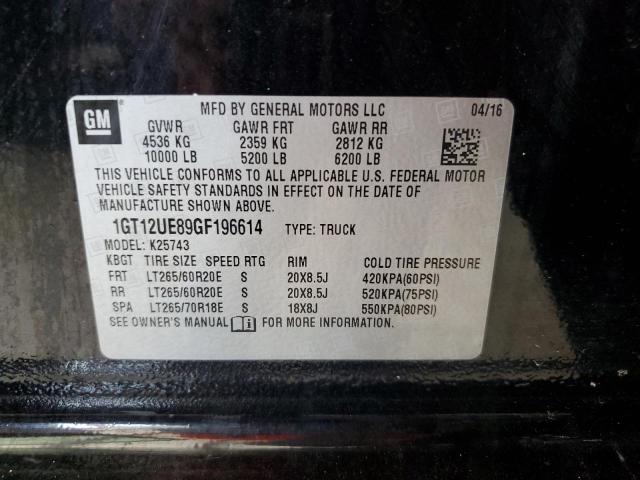 GM
MFD BY GENERAL MOTORS LLC 04/16
GVWR GAWR FRT GAWR RR
4536 KG 2359 KG 2812 KG
10000 LB 5200 LB 6200 LB
THIS VEHICLE CONFORMS TO ALL APPLICABLE U.S. FEDERAL MOTOR
VEHICLE SAFETY STANDARDS IN EFFECT ON THE DATE OF
MANUFACTURE SHOWN ABOVE.
1GT12UE89GF196614 TYPE: TRUCK
MODEL: K25743
KBGT TIRE SIZE SPEED RTG RIM COLD TIRE PRESSURE
FRT LT265/60R20E S 20X8.5J 420KPA(60PSI)
RR LT265/60R20E S 20X8.5J 520KPA(75PSI)
SPA LT265/70R18E S 18X8J 550KPA(80PSI)
SEE OWNER'S MANUAL FOR MORE INFORMATION.